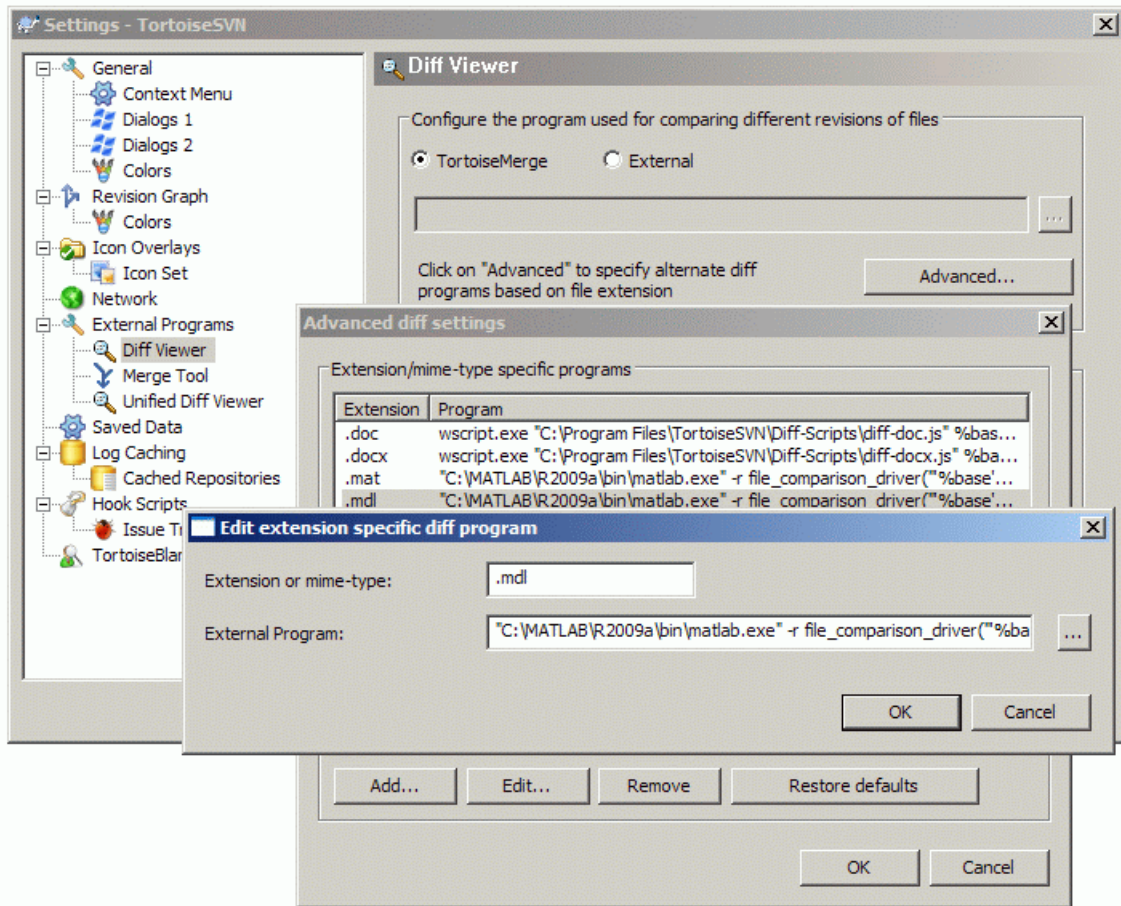 Settings - TortoiseSVN
General
Context Menu
Dialogs 1
Dialogs 2
Colors
Revision Graph
Colors
Icon Overlays
Icon Set
Network
External Programs
Diff Viewer
Merge Tool
Unified Diff Viewer
Saved Data
Log Caching
Cached Repositories
Hook Scripts
Issue Tr
TortoiseBlar
Diff Viewer
Configure the program used for comparing different revisions of files
TortoiseMerge External
...
Click on "Advanced" to specify alternate diff
programs based on file extension
Advanced...
Advanced diff settings
Extension/mime-type specific programs
Extension Program
.doc wscript.exe "C:\Program Files\TortoiseSVN\Diff-Scripts\diff-doc.js" %bas...
.docx wscript.exe "C:\Program Files\TortoiseSVN\Diff-Scripts\diff-docx.js" %ba...
.mat "C:\MATLAB\R2009a\bin\matlab.exe" -r file_comparison_driver("'%base'...
.mdl "C:\MATLAB\R2009a\bin\matlab.exe" -r file_comparison_driver("'%base'...
Edit extension specific diff program
Extension or mime-type: .mdl
External Program: "C:\MATLAB\R2009a\bin\matlab.exe" -r file_comparison_driver("'%ba ...
OK Cancel
Add... Edit... Remove Restore defaults
OK Cancel